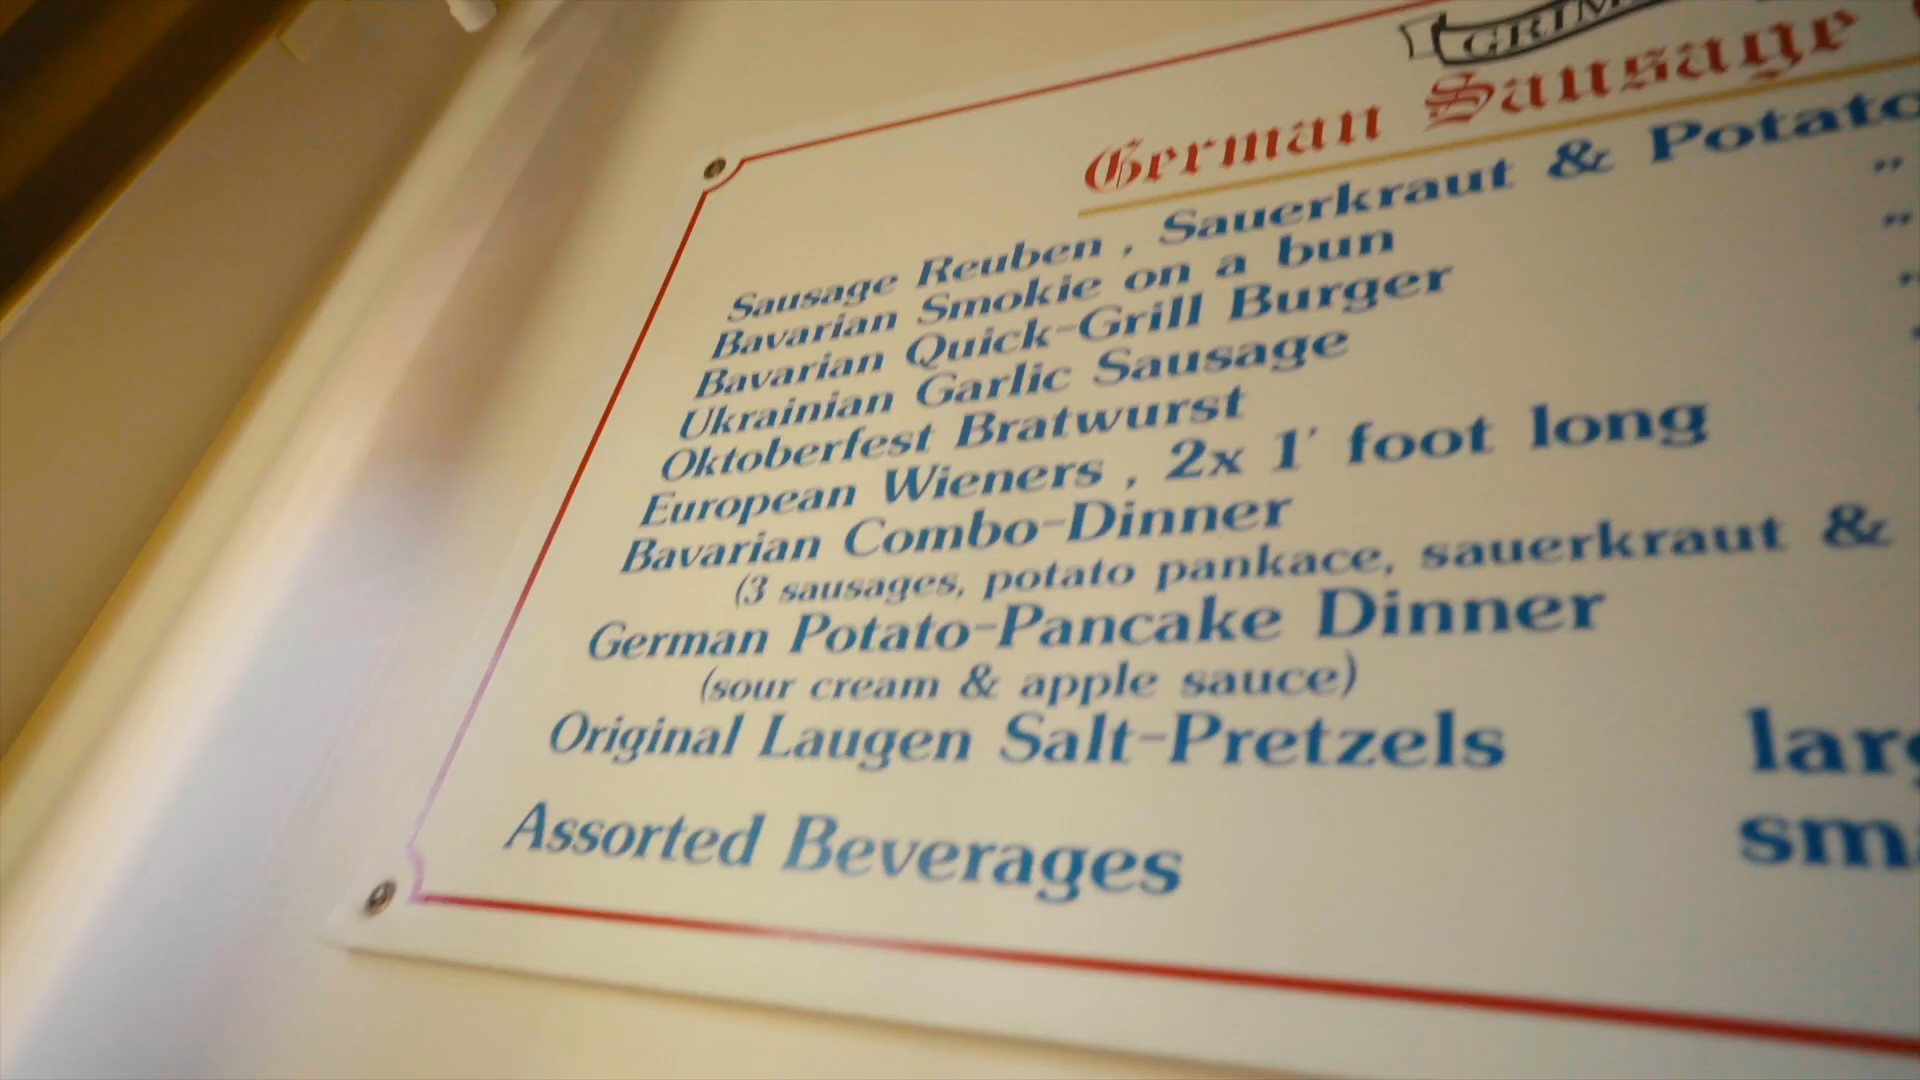 German Sausage
Sausage Reuben , Sauerkraut & Potato
Bavarian Smokie on a bun "
Bavarian Quick-Grill Burger "
Ukrainian Garlic Sausage "
Oktoberfest Bratwurst
European Wieners , 2x 1' foot long
Bavarian Combo-Dinner
(3 sausages, potato pankace, sauerkraut &
German Potato-Pancake Dinner
(sour cream & apple sauce)
Original Laugen Salt-Pretzels
Assorted Beverages